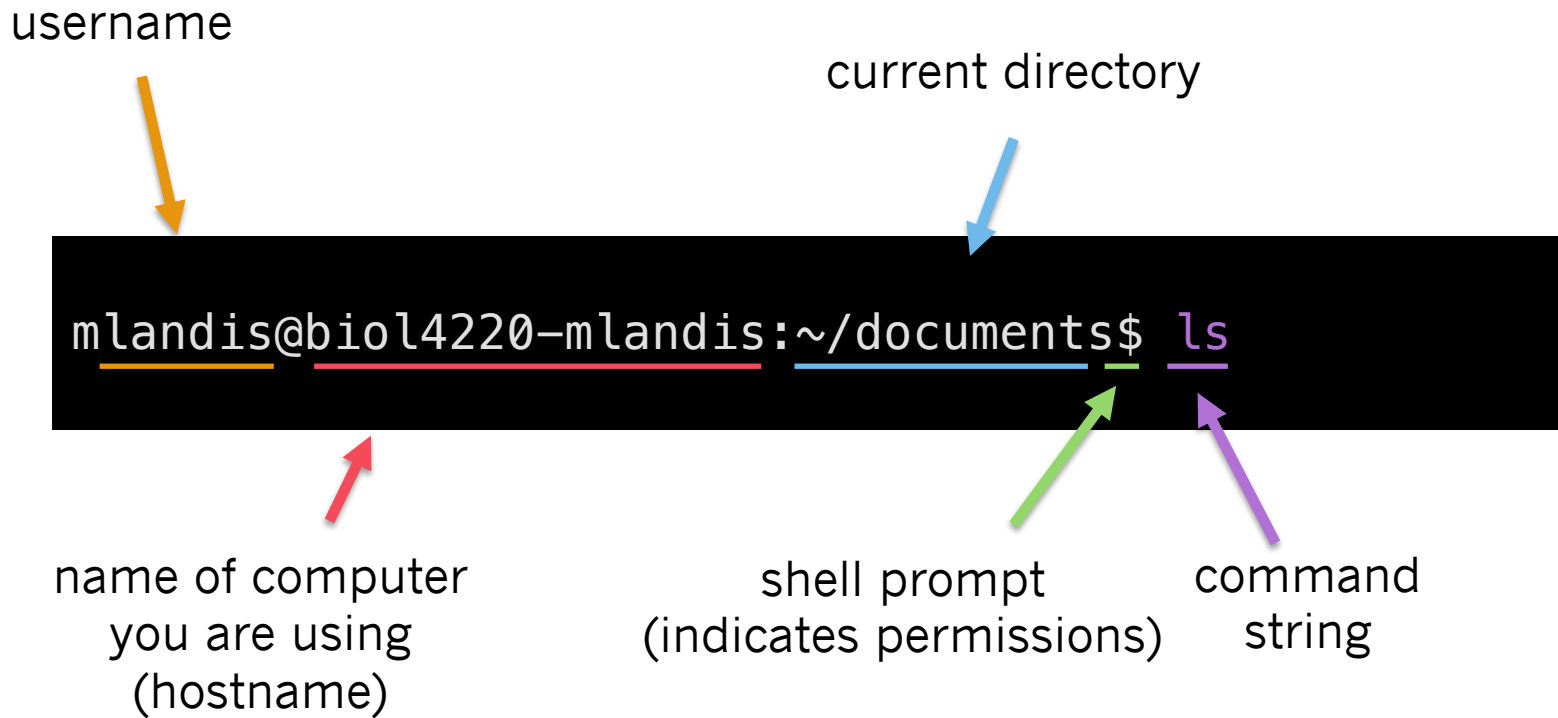 username
current directory
mlandis@biol4220–mlandis:~/documents$ ls
name of computer
you are using
(hostname)
shell prompt
(indicates permissions)
command
string